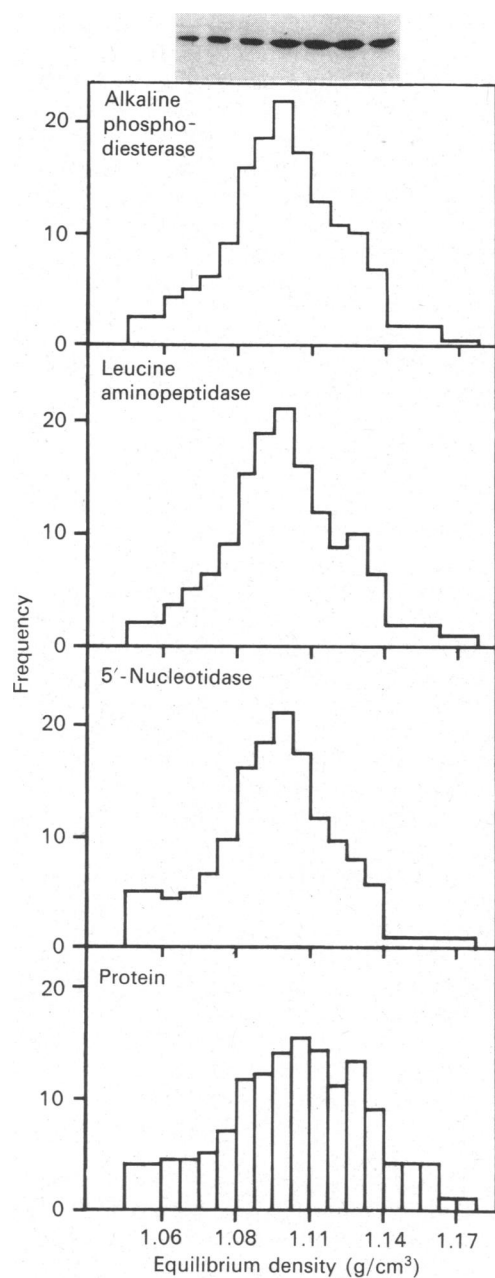 Alkaline
phospho-
diesterase
20
10
0
Leucine
aminopeptidase
20
10
0
Frequency
5′-Nucleotidase
20
10
0
Protein
20
10
0
1.06 1.08 1.11 1.14 1.17
Equilibrium density (g/cm³)